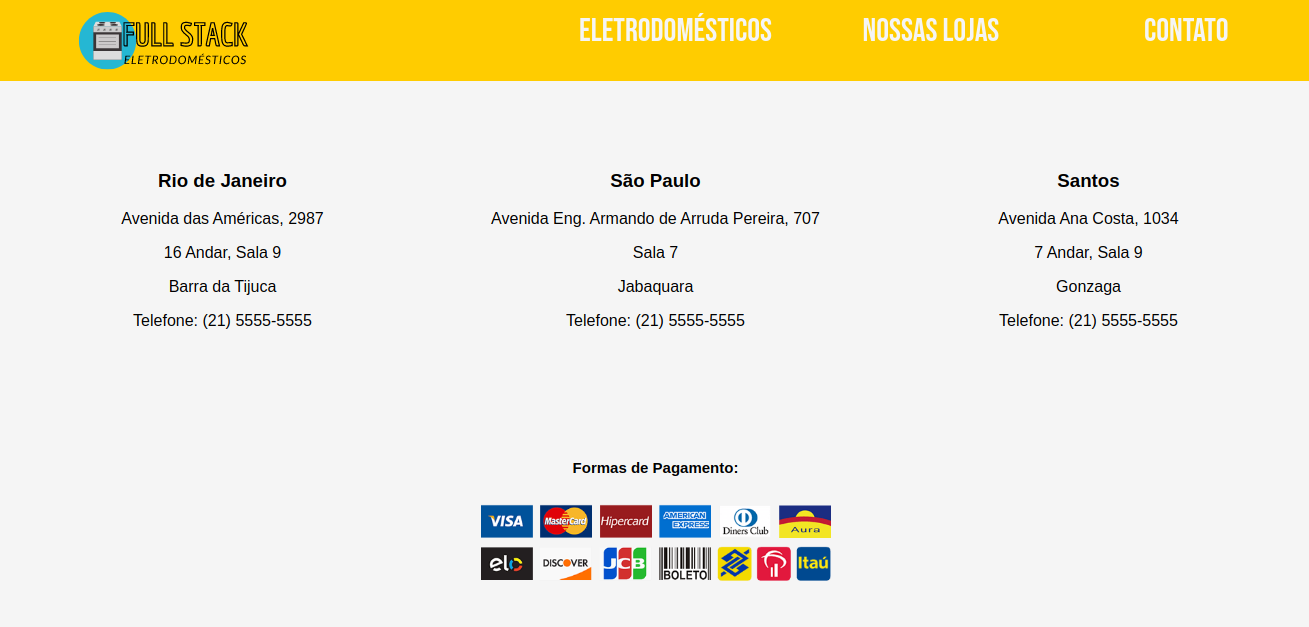 FULL STACK
ELETRODOMÉSTICOS
ELETRODOMÉSTICOS
NOSSAS LOJAS
CONTATO
Rio de Janeiro
Avenida das Américas, 2987
16 Andar, Sala 9
Barra da Tijuca
Telefone: (21) 5555-5555
São Paulo
Avenida Eng. Armando de Arruda Pereira, 707
Sala 7
Jabaquara
Telefone: (21) 5555-5555
Santos
Avenida Ana Costa, 1034
7 Andar, Sala 9
Gonzaga
Telefone: (21) 5555-5555
Formas de Pagamento:
VISA
MasterCard
Hipercard
AMERICAN
EXPRESS
Diners Club
Aura
elo
DISCOVER
JCB
BOLETO
Itaú